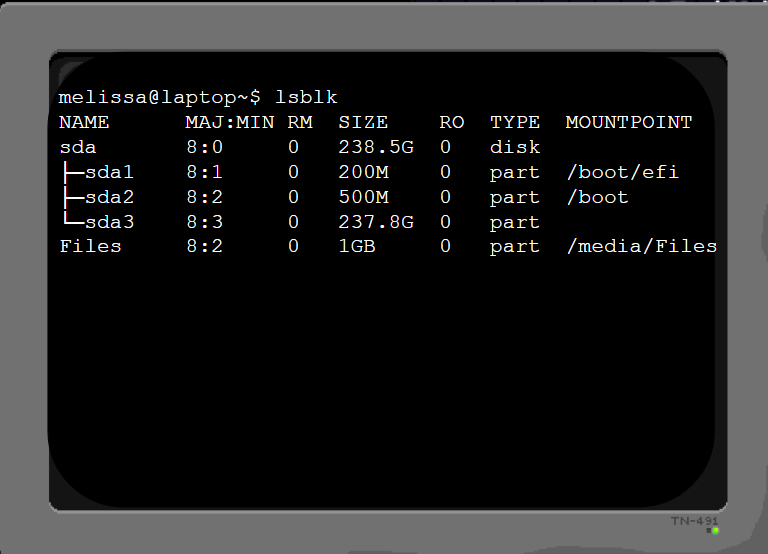 melissa@laptop~$ lsblk
NAME      MAJ:MIN RM  SIZE    RO  TYPE  MOUNTPOINT
sda       8:0     0   238.5G  0   disk
├─sda1    8:1     0   200M    0   part  /boot/efi
├─sda2    8:2     0   500M    0   part  /boot
└─sda3    8:3     0   237.8G  0   part
Files     8:2     0   1GB     0   part  /media/Files
TN-491